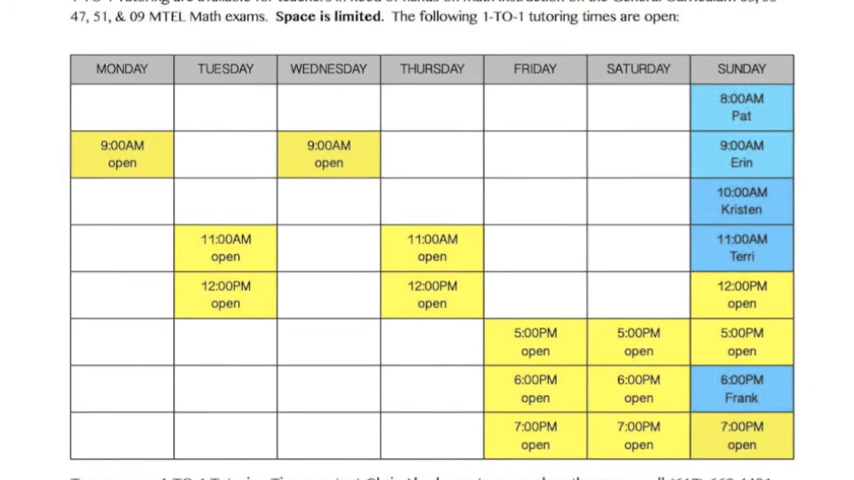 47, 51, & 09 MTEL Math exams. Space is limited. The following 1-TO-1 tutoring times are open:
MONDAY TUESDAY WEDNESDAY THURSDAY FRIDAY SATURDAY SUNDAY
8:00AM
Pat
9:00AM 9:00AM 9:00AM
open open Erin
10:00AM
Kristen
11:00AM 11:00AM 11:00AM
open open Terri
12:00PM 12:00PM 12:00PM
open open open
5:00PM 5:00PM 5:00PM
open open open
6:00PM 6:00PM 6:00PM
open open Frank
7:00PM 7:00PM 7:00PM
open open open